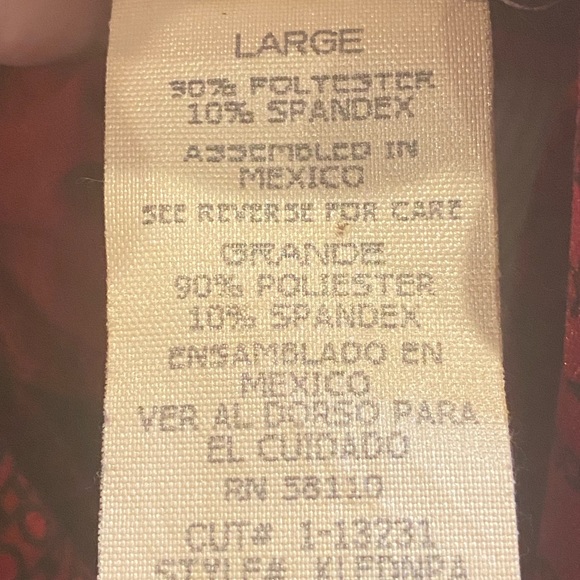 LARGE
90% POLYESTER
10% SPANDEX
ASSEMBLED IN
MEXICO
SEE REVERSE FOR CARE
GRANDE
90% POLIESTER
10% SPANDEX
ENSAMBLADO EN
MEXICO
VER AL DORSO PARA
EL CUIDADO
RN 58110
CUT# 1-13231
STYLE#